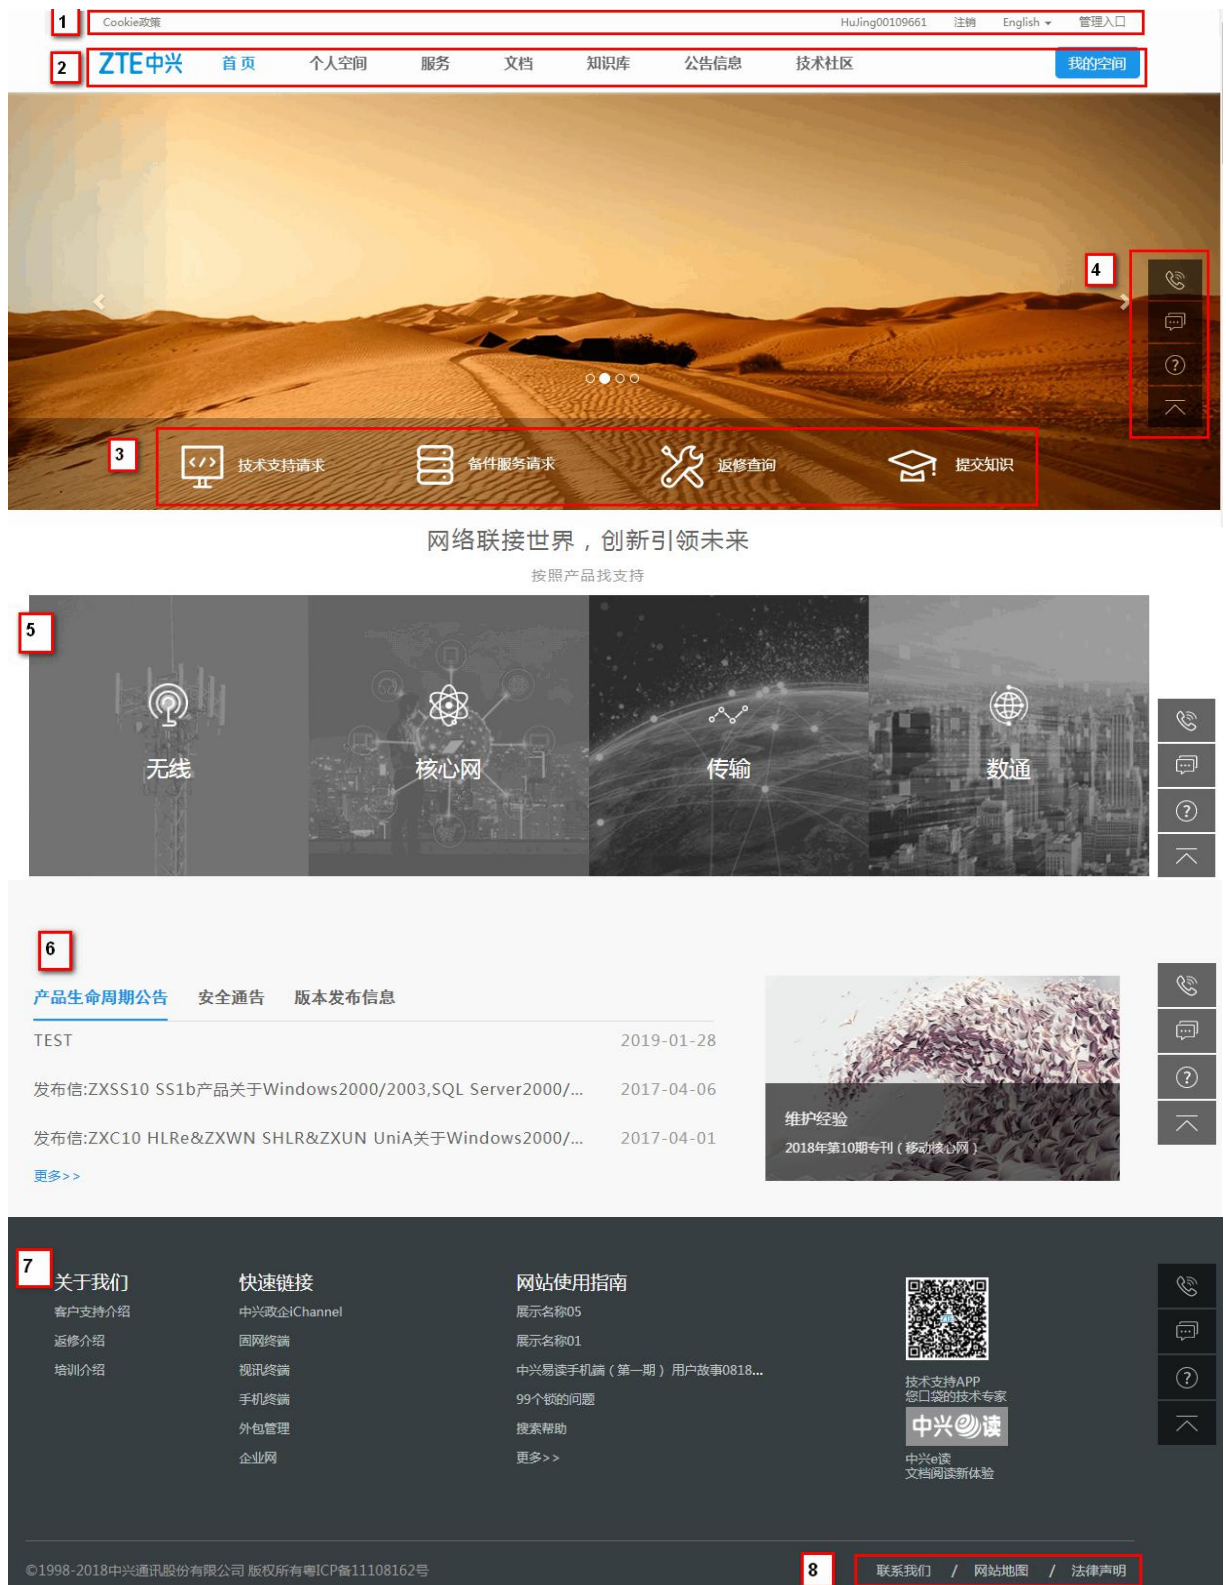 1
Cookie政策 HuJing00109661 注销 English 管理入口
2
ZTE中兴 首页 个人空间 服务 文档 知识库 公告信息 技术社区 我的空间
4
3
技术支持请求 备件服务请求 返修查询 提交知识
网络联接世界，创新引领未来
按照产品找支持
5
无线 核心网 传输 数通
6
产品生命周期公告 安全通告 版本发布信息
TEST 2019-01-28
发布信:ZXSS10 SS1b产品关于Windows2000/2003,SQL Server2000/... 2017-04-06
发布信:ZXC10 HLRe&ZXWN SHLR&ZXUN UniA关于Windows2000/... 2017-04-01
更多>>
维护经验
2018年第10期专刊（移动核心网）
7
关于我们
客户支持介绍
返修介绍
培训介绍
快速链接
中兴政企iChannel
固网终端
视讯终端
手机终端
外包管理
企业网
网站使用指南
展示名称05
展示名称01
中兴易读手机端（第一期）用户故事0818...
99个锁的问题
搜索帮助
更多>>
技术支持APP
您口袋的技术专家
中兴e读
中兴e读
文档阅读新体验
©1998-2018中兴通讯股份有限公司 版权所有粤ICP备11108162号
8
联系我们 / 网站地图 / 法律声明